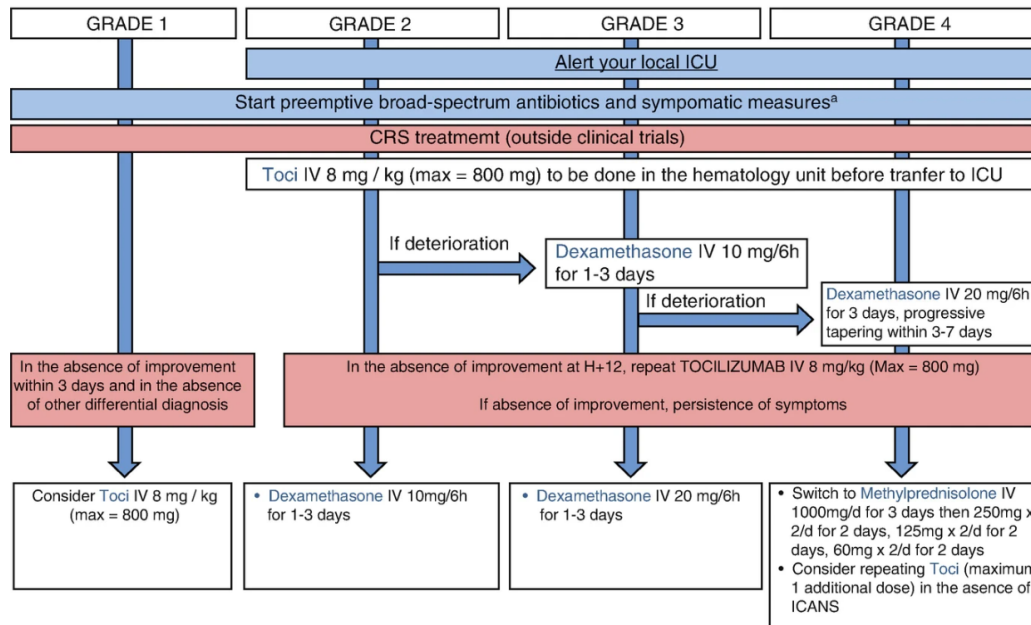 GRADE 1
GRADE 2
GRADE 3
GRADE 4
Alert your local ICU
Start preemptive broad-spectrum antibiotics and sympomatic measuresa
CRS treatmemt (outside clinical trials)
Toci IV 8 mg / kg (max = 800 mg) to be done in the hematology unit before tranfer to ICU
If deterioration
Dexamethasone IV 10 mg/6h
for 1-3 days
If deterioration
Dexamethasone IV 20 mg/6h
for 3 days, progressive
tapering within 3-7 days
In the absence of improvement
within 3 days and in the absence
of other differential diagnosis
In the absence of improvement at H+12, repeat TOCILIZUMAB IV 8 mg/kg (Max = 800 mg)
If absence of improvement, persistence of symptoms
Consider Toci IV 8 mg / kg
(max = 800 mg)
• Dexamethasone IV 10mg/6h
for 1-3 days
• Dexamethasone IV 20 mg/6h
for 1-3 days
• Switch to Methylprednisolone IV
1000mg/d for 3 days then 250mg x
2/d for 2 days, 125mg x 2/d for 2
days, 60mg x 2/d for 2 days
• Consider repeating Toci (maximum
1 additional dose) in the asence of
ICANS